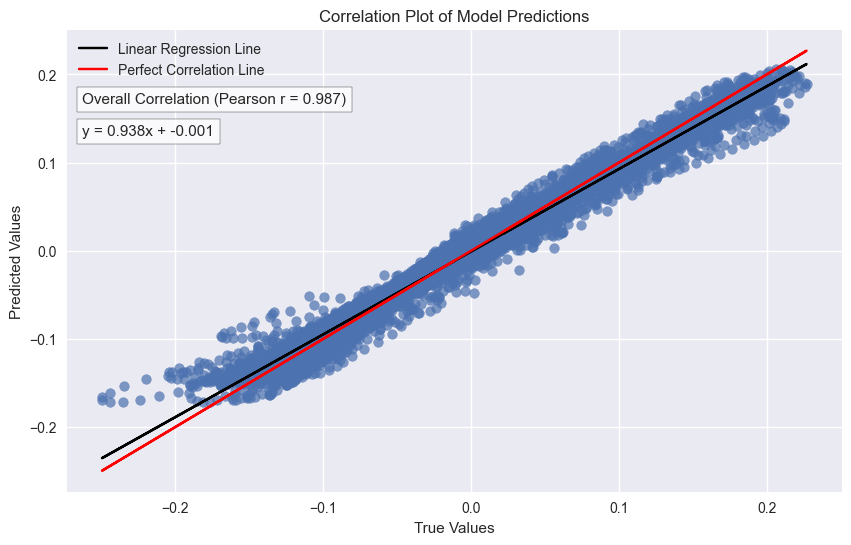 Correlation Plot of Model Predictions
Linear Regression Line
Perfect Correlation Line
Overall Correlation (Pearson r = 0.987)
y = 0.938x + -0.001
Predicted Values
0.2
0.1
0.0
−0.1
−0.2
−0.2 −0.1 0.0 0.1 0.2
True Values